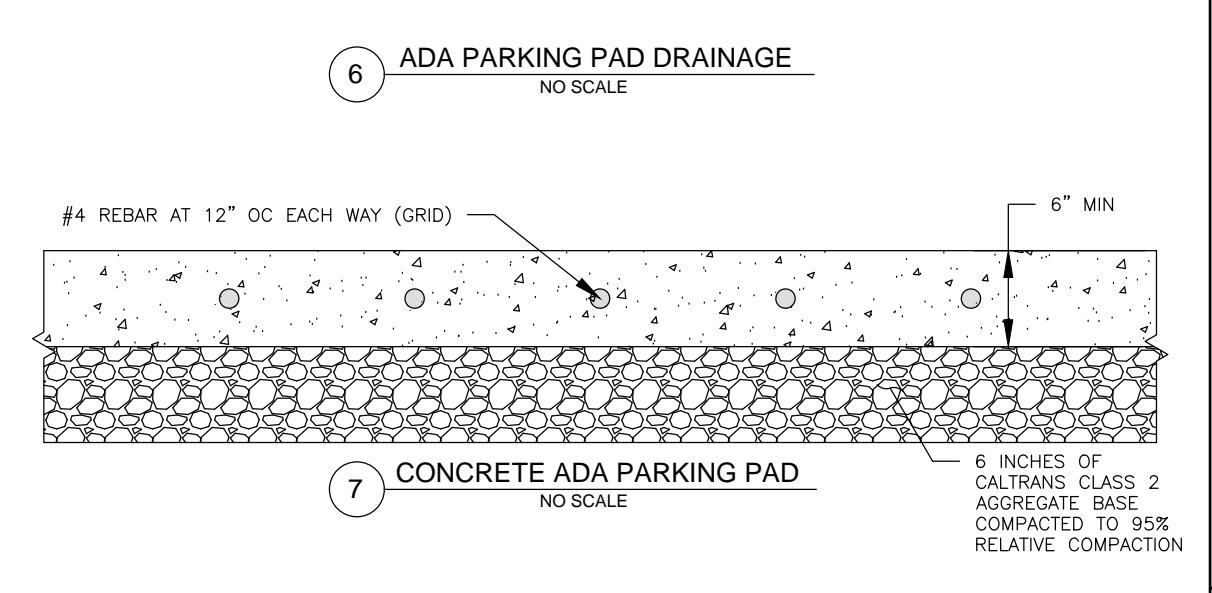 6
ADA PARKING PAD DRAINAGE
NO SCALE
#4 REBAR AT 12" OC EACH WAY (GRID)
6" MIN
7
CONCRETE ADA PARKING PAD
NO SCALE
6 INCHES OF
CALTRANS CLASS 2
AGGREGATE BASE
COMPACTED TO 95%
RELATIVE COMPACTION